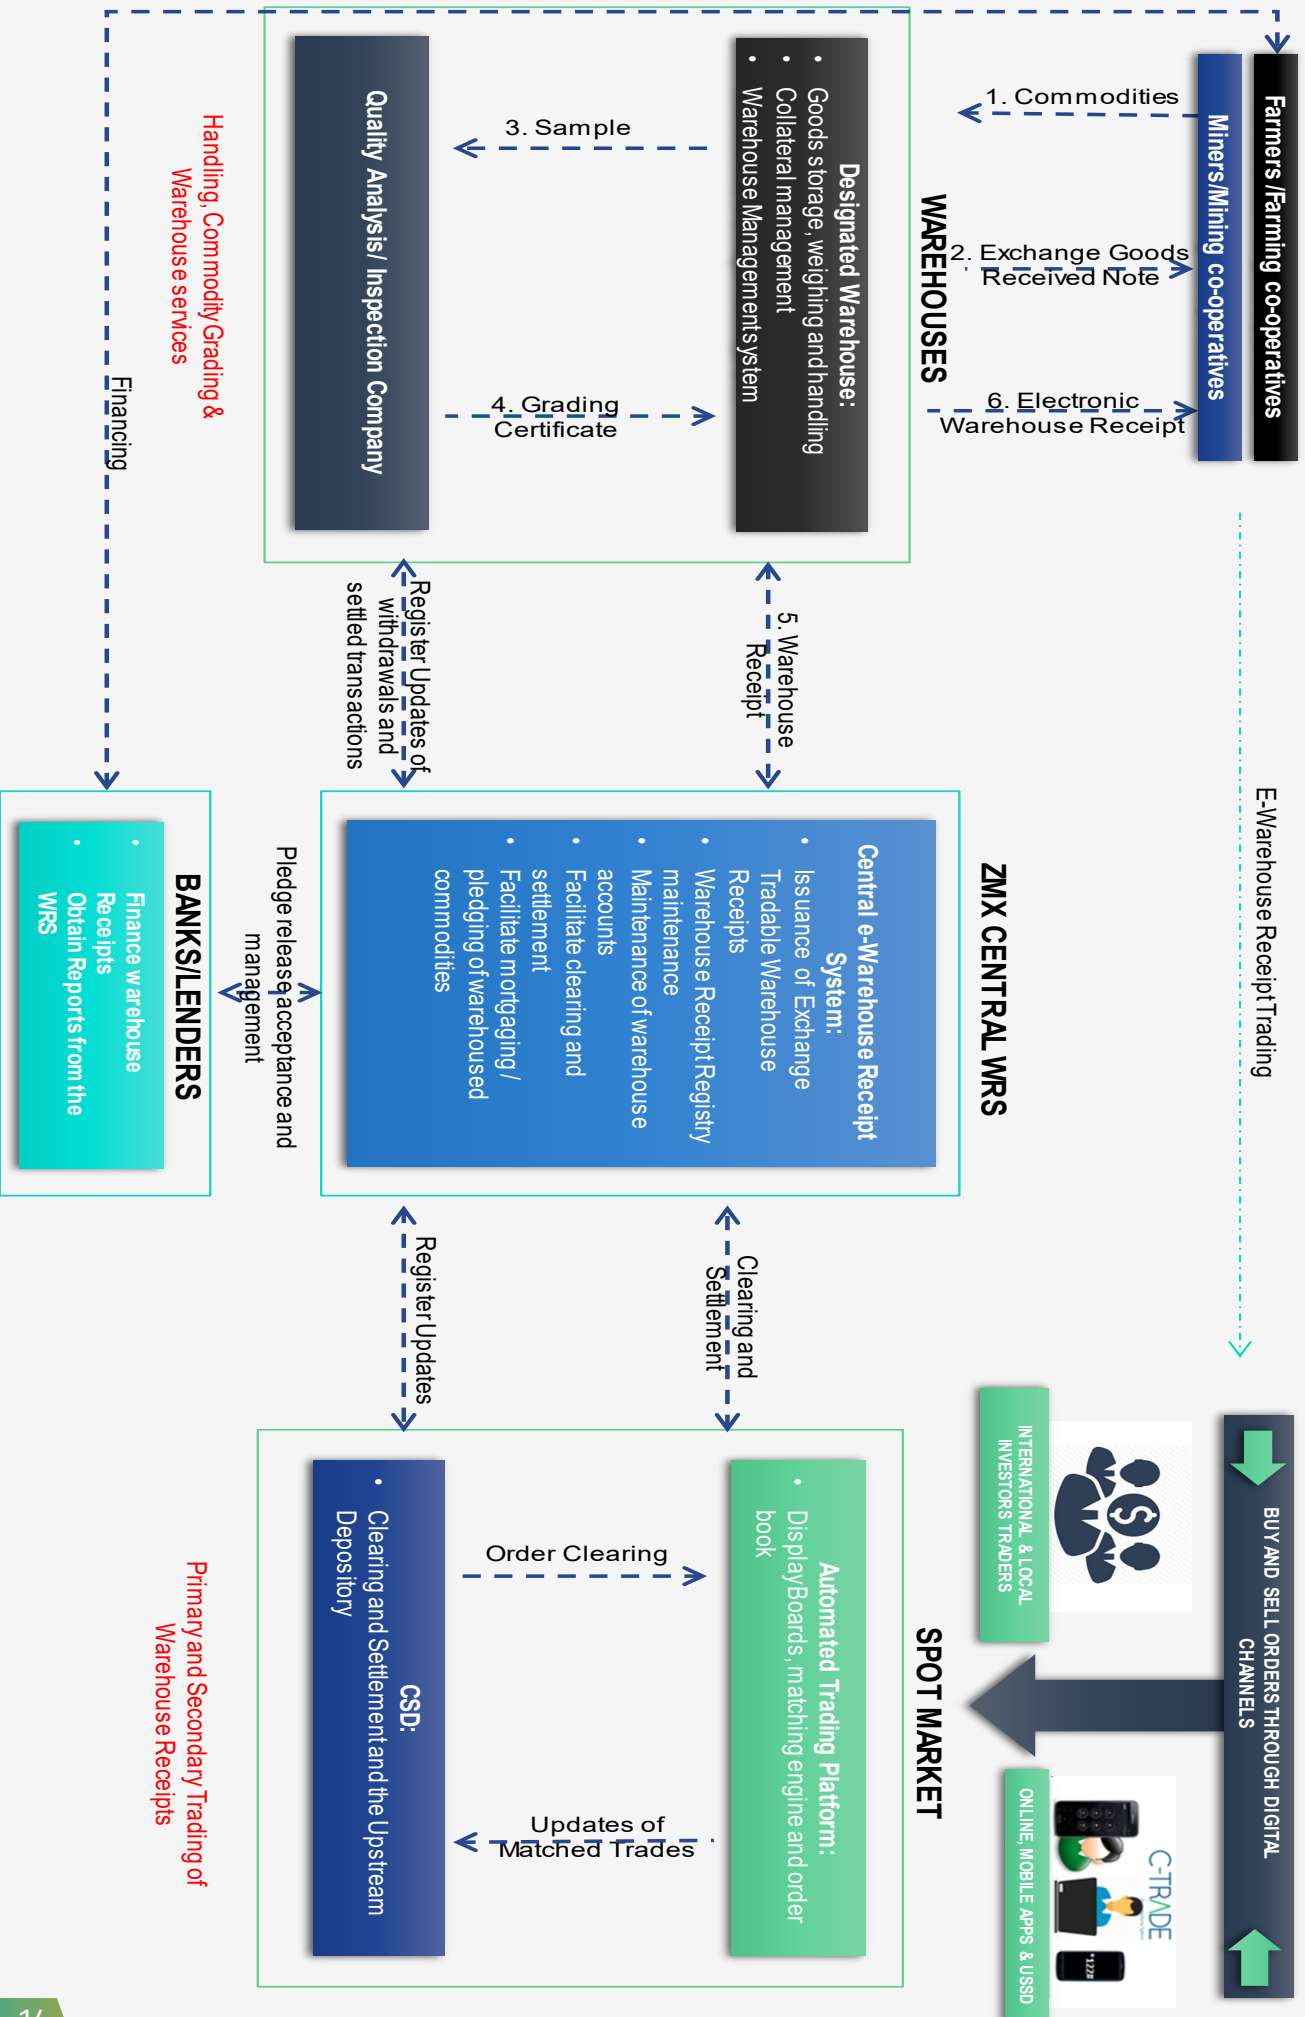 Farmers /Farming co-operatives
Miners/Mining co-operatives
1. Commodities
2. Exchange Goods
Received Note
6. Electronic
Warehouse Receipt
E-Warehouse Receipt Trading
BUY AND SELL ORDERS THROUGH DIGITAL
CHANNELS
INTERNATIONAL & LOCAL
INVESTORS TRADERS
C-TRADE
*122#
ONLINE, MOBILE APPS & USSD
WAREHOUSES
Designated Warehouse:
• Goods storage, weighing and handling
• Collateral management
• Warehouse Management system
3. Sample
4. Grading
Certificate
Quality Analysis/ Inspection Company
Handling, Commodity Grading &
Warehouse services
5. Warehouse
Receipt
Register Updates of
withdrawals and
settled transactions
Financing
ZMX CENTRAL WRS
Central e-Warehouse Receipt
System:
• Issuance of Exchange
Tradable Warehouse
Receipts
• Warehouse Receipt Registry
maintenance
• Maintenance of warehouse
accounts
• Facilitate clearing and
settlement
• Facilitate mortgaging /
pledging of warehoused
commodities
Pledge release acceptance and
management
BANKS/LENDERS
• Finance warehouse
Receipts
• Obtain Reports from the
WRS
Clearing and
Settlement
Register Updates
SPOT MARKET
Automated Trading Platform:
• Display Boards, matching engine and order
book
Order Clearing
Updates of
Matched Trades
CSD:
• Clearing and Settlement and the Upstream
Depository
Primary and Secondary Trading of
Warehouse Receipts